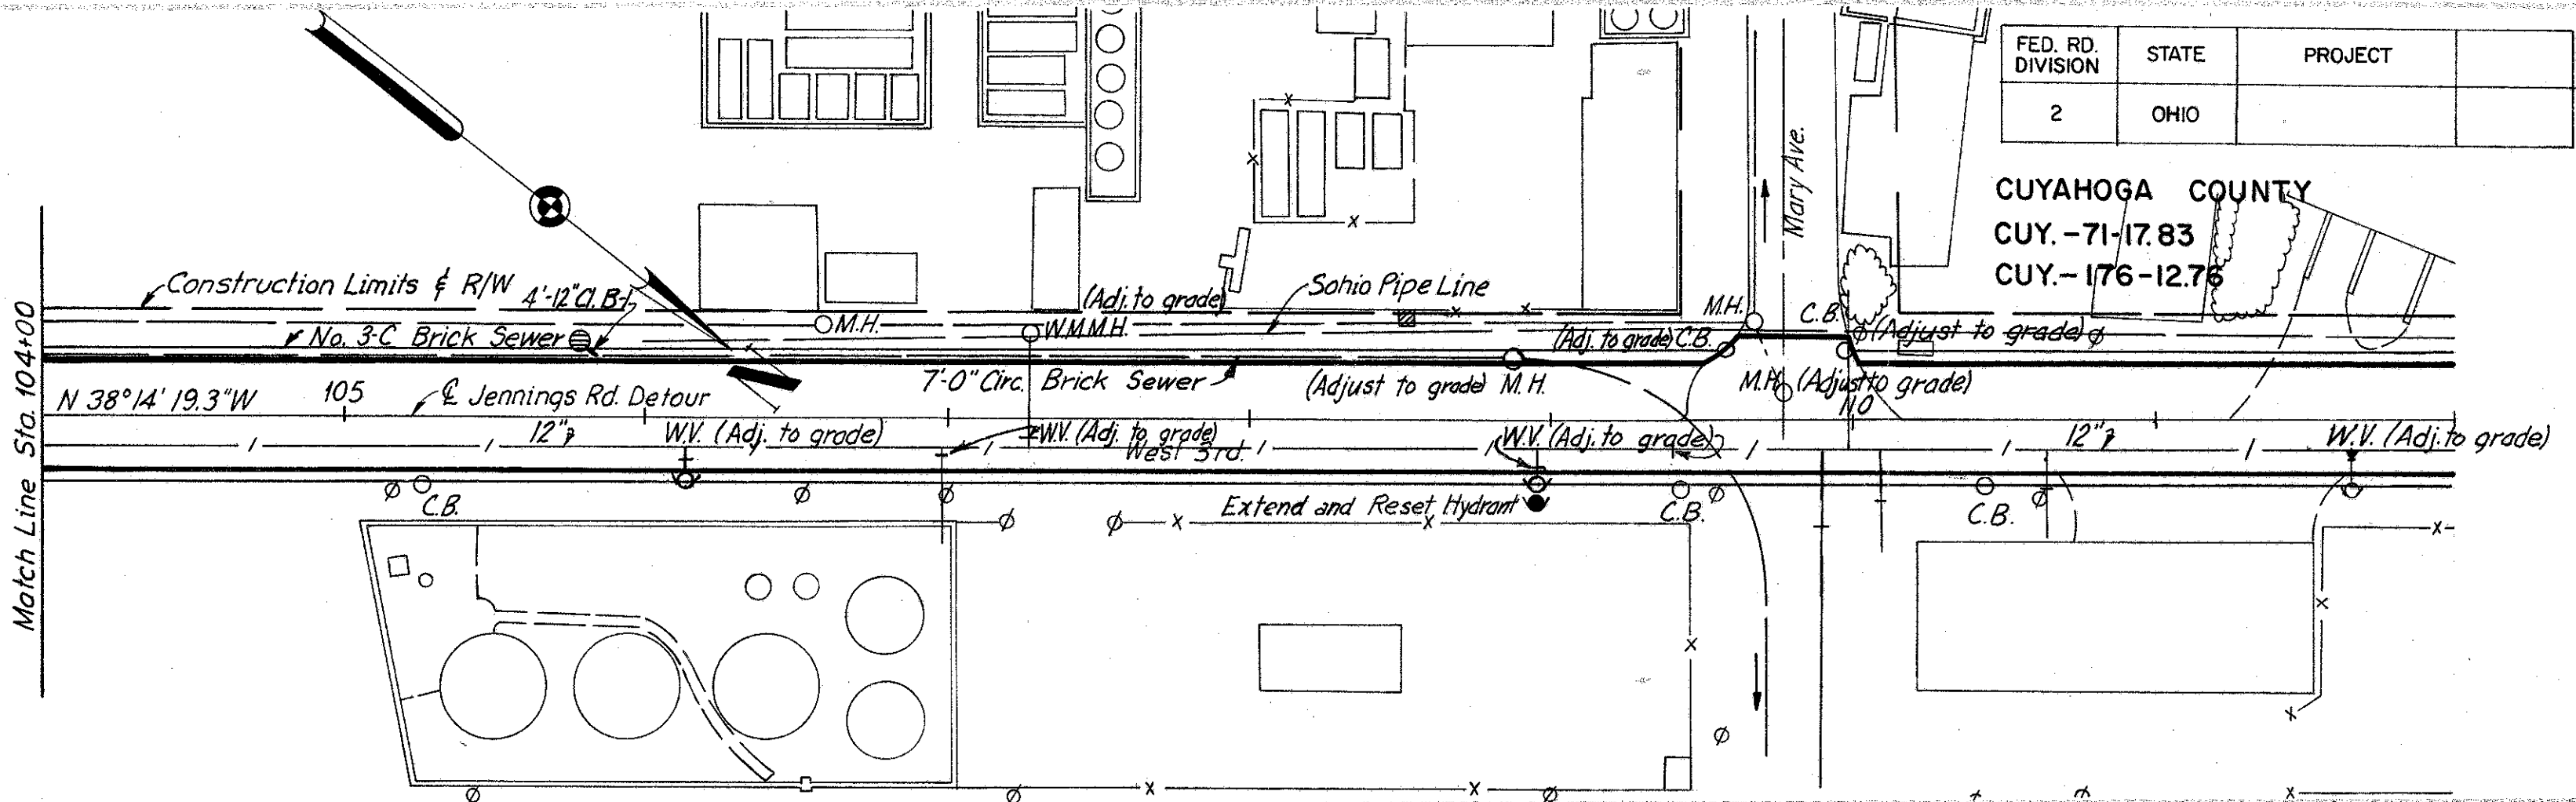 FED. RD. DIVISION
STATE
PROJECT
2
OHIO
CUYAHOGA COUNTY
CUY.-71-17.83
CUY.-176-12.76
Mary Ave.
Construction Limits & R/W
4'-12" C.B.
(Adj. to grade)
Sohio Pipe Line
M.H.
W.M.M.H.
M.H.
C.B.
No. 3-C Brick Sewer
(Adj. to grade) C.B.
(Adjust to grade)
7'-0" Circ. Brick Sewer
(Adjust to grade) M.H.
M.H. (Adjust to grade)
Match Line Sta. 104+00
N 38°14' 19.3"W
105
℄ Jennings Rd. Detour
110
12"
W.V. (Adj. to grade)
W.V. (Adj. to grade)
West 3rd.
W.V. (Adj. to grade)
12"
W.V. (Adj. to grade)
C.B.
Extend and Reset Hydrant
C.B.
C.B.